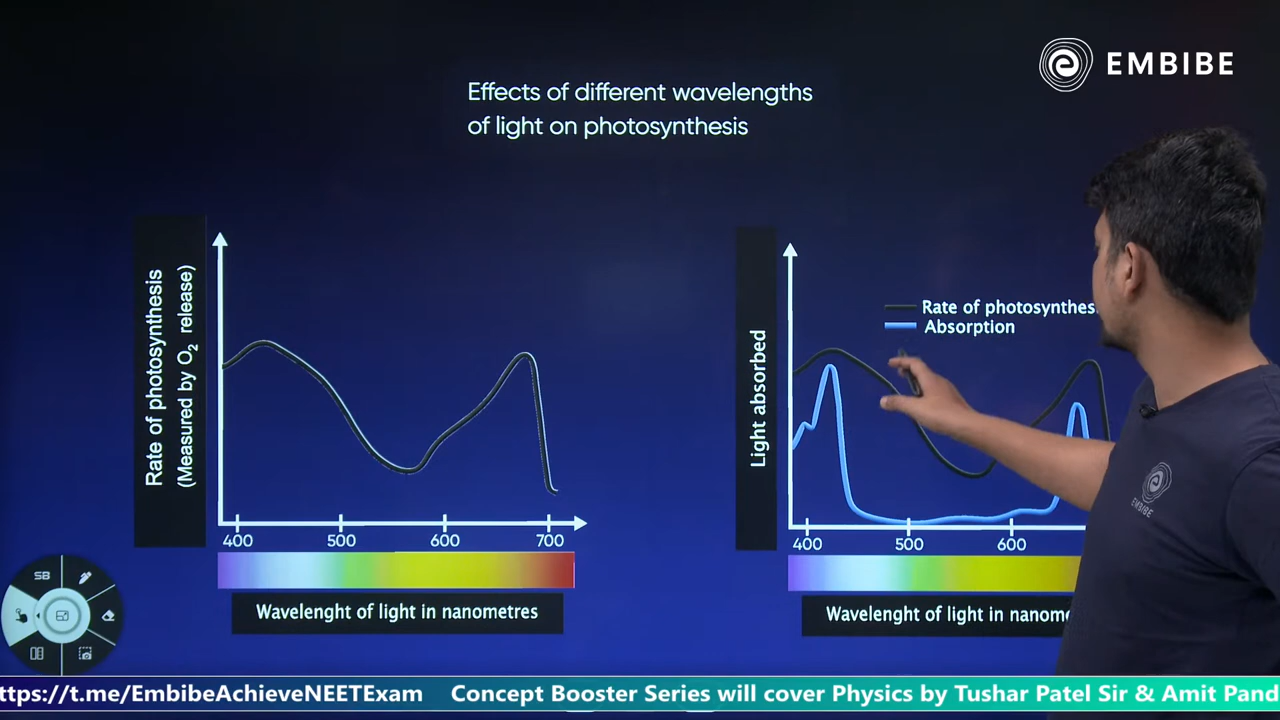 EMBIBE
Effects of different wavelengths
of light on photosynthesis
Rate of photosynthesis
(Measured by O2 release)
400 500 600 700
Wavelenght of light in nanometres
Light absorbed
Rate of photosynthes
Absorption
400 500 600
Wavelenght of light in nanome
EMBIBE
SB
ttps://t.me/EmbibeAchieveNEETExam Concept Booster Series will cover Physics by Tushar Patel Sir & Amit Pand